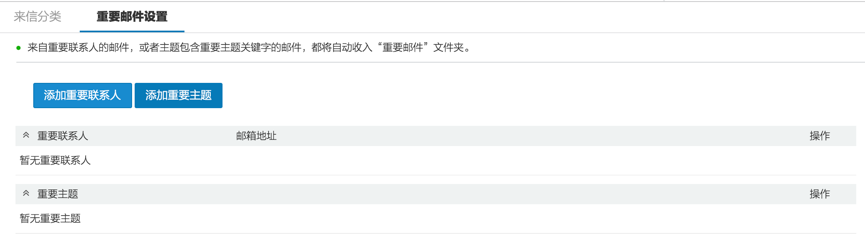 来信分类 重要邮件设置
来自重要联系人的邮件，或者主题包含重要主题关键字的邮件，都将自动收入“重要邮件”文件夹。
添加重要联系人 添加重要主题
重要联系人 邮箱地址 操作
暂无重要联系人
重要主题 操作
暂无重要主题